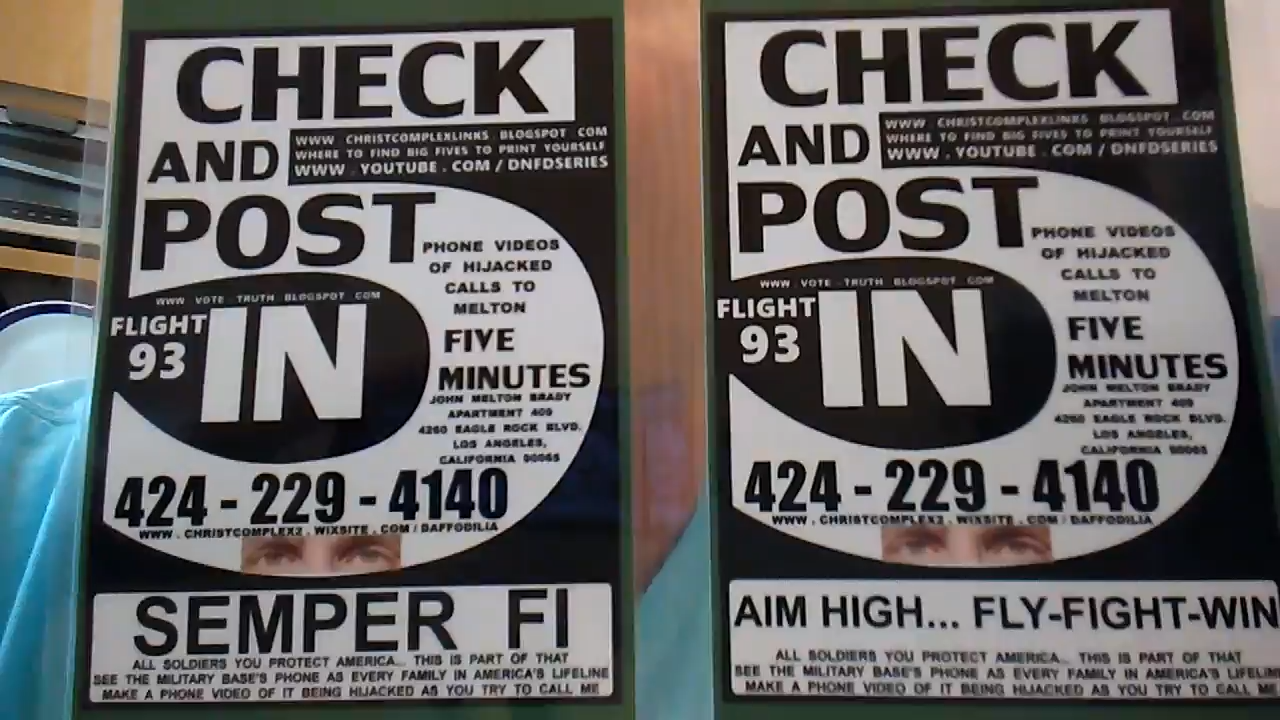 CHECK
AND
WWW CHRISTCOMPLEXLINKS BLOGSPOT COM
WHERE TO FIND BIG FIVES TO PRINT YOURSELF
WWW . YOUTUBE . COM / DNFDSERIES
POST
PHONE VIDEOS
OF HIJACKED
CALLS TO
MELTON
WWW VOTE TRUTH BLOGSPOT COM
FLIGHT
93
IN
FIVE
MINUTES
JOHN MELTON BRADY
APARTMENT 409
4260 EAGLE ROCK BLVD.
LOS ANGELES,
CALIFORNIA 90065
424 - 229 - 4140
WWW . CHRISTCOMPLEX2 . WIXSITE . COM / DAFFODILIA
SEMPER FI
ALL SOLDIERS YOU PROTECT AMERICA... THIS IS PART OF THAT
SEE THE MILITARY BASE'S PHONE AS EVERY FAMILY IN AMERICA'S LIFELINE
MAKE A PHONE VIDEO OF IT BEING HIJACKED AS YOU TRY TO CALL ME
CHECK
AND
WWW CHRISTCOMPLEXLINKS BLOGSPOT COM
WHERE TO FIND BIG FIVES TO PRINT YOURSELF
WWW . YOUTUBE . COM / DNFDSERIES
POST
PHONE VIDEOS
OF HIJACKED
CALLS TO
MELTON
WWW VOTE TRUTH BLOGSPOT COM
FLIGHT
93
IN
FIVE
MINUTES
JOHN MELTON BRADY
APARTMENT 409
4260 EAGLE ROCK BLVD.
LOS ANGELES,
CALIFORNIA 90065
424 - 229 - 4140
WWW . CHRISTCOMPLEX2 . WIXSITE . COM / DAFFODILIA
AIM HIGH... FLY-FIGHT-WIN
ALL SOLDIERS YOU PROTECT AMERICA... THIS IS PART OF THAT
SEE THE MILITARY BASE'S PHONE AS EVERY FAMILY IN AMERICA'S LIFELINE
MAKE A PHONE VIDEO OF IT BEING HIJACKED AS YOU TRY TO CALL ME